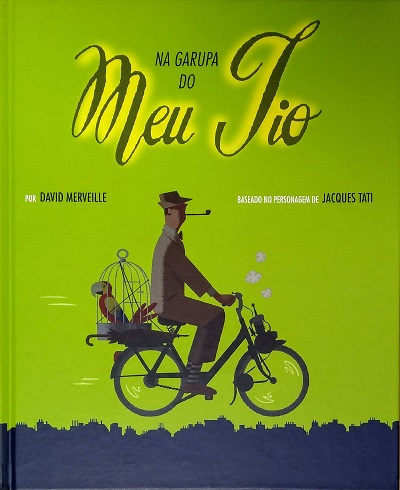 NA GARUPA
DO
Meu Tio
POR DAVID MERVEILLE
BASEADO NO PERSONAGEM DE JACQUES TATI